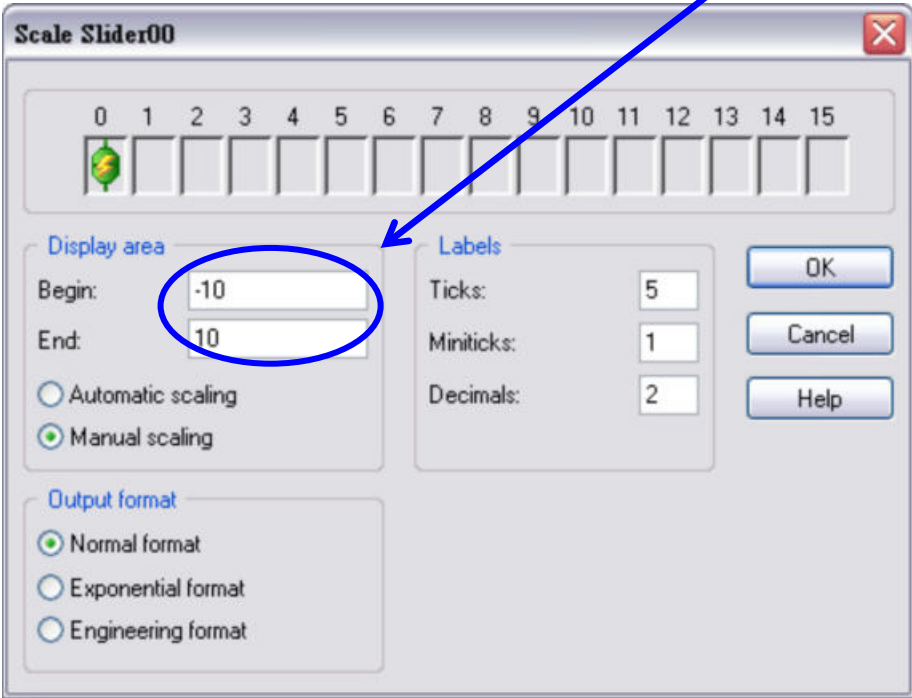 Scale Slider00
0 1 2 3 4 5 6 7 8 9 10 11 12 13 14 15
Display area
Begin: -10
End: 10
Automatic scaling
Manual scaling
Labels
Ticks: 5
Miniticks: 1
Decimals: 2
OK
Cancel
Help
Output format
Normal format
Exponential format
Engineering format